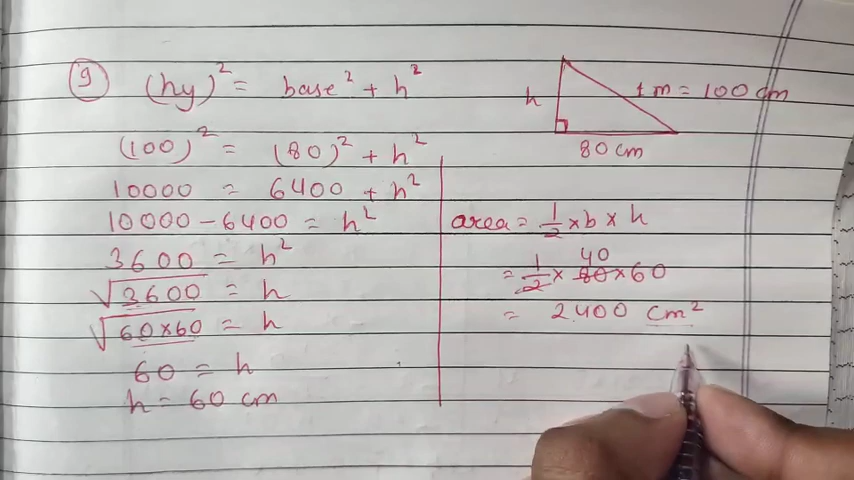 9 (hy)² = base² + h²
(100)² = (80)² + h²
10000 = 6400 + h²
10000 - 6400 = h²
3600 = h²
√3600 = h
√60×60 = h
60 = h
h = 60 cm
h
1 m = 100 cm
80 cm
area = 1/2 × b × h
40
= 1/2 × 80 × 60
= 2400 cm²